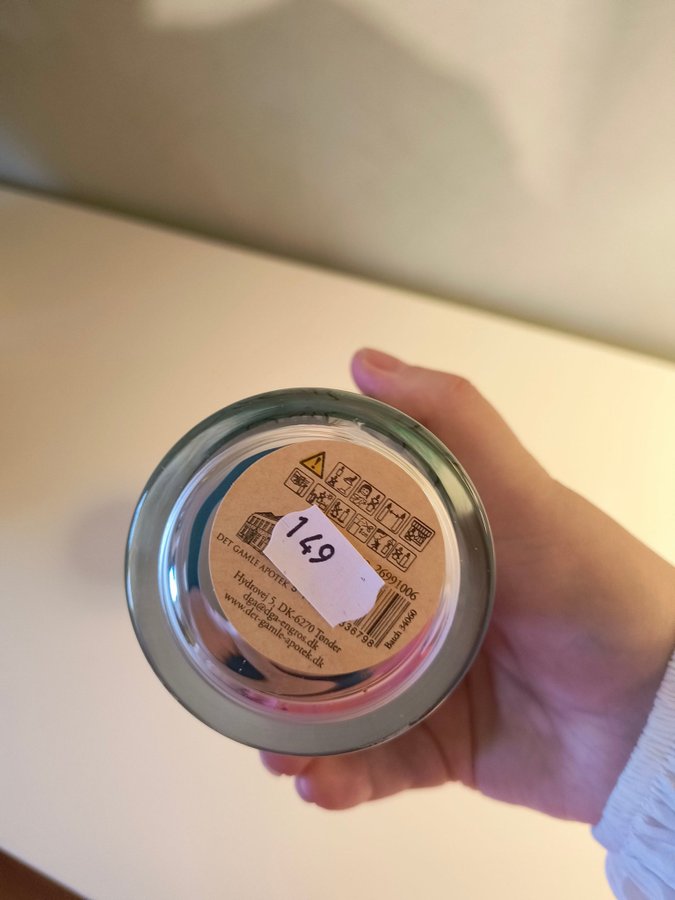 149
DET GAMLE APOTEK
26991006
Hydrovej 5, DK-6270 Tønder
dga@dga-engros.dk
www.det-gamle-apotek.dk
36798
Batch 34060